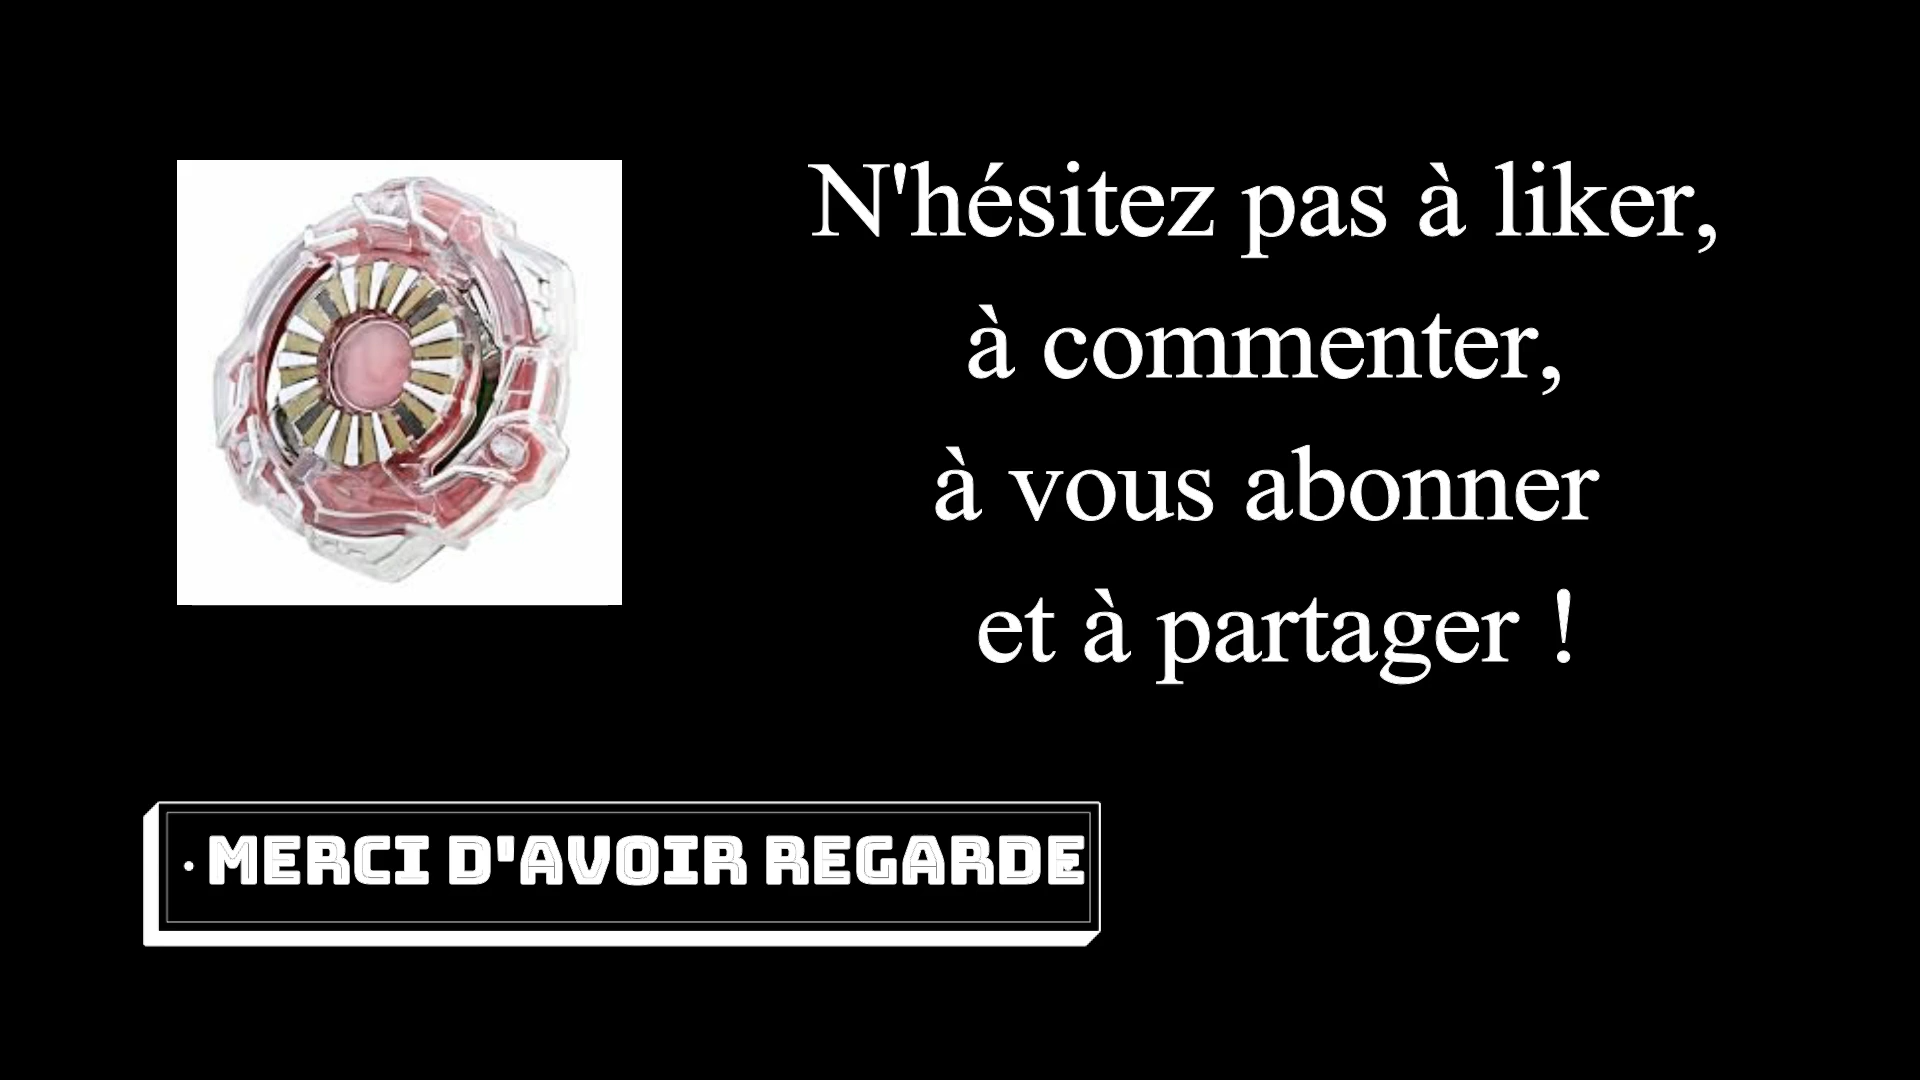 N'hésitez pas à liker,
à commenter,
à vous abonner
et à partager !
· MERCI D'AVOIR REGARDE